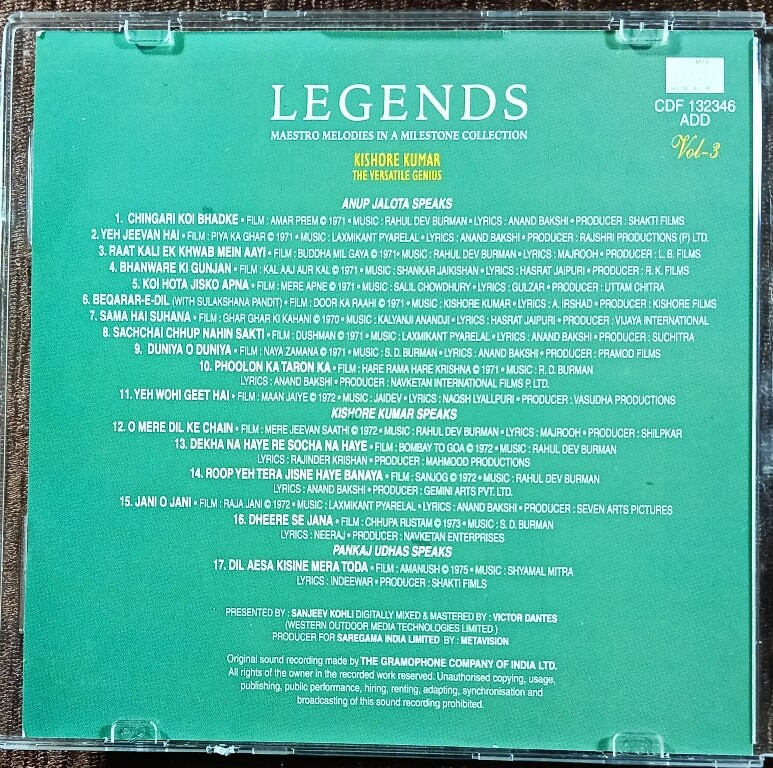 LEGENDS
MAESTRO MELODIES IN A MILESTONE COLLECTION
CDF 132346
ADD
Vol-3
KISHORE KUMAR
THE VERSATILE GENIUS
ANUP JALOTA SPEAKS
1. CHINGARI KOI BHADKE • FILM : AMAR PREM © 1971 • MUSIC : RAHUL DEV BURMAN • LYRICS : ANAND BAKSHI • PRODUCER : SHAKTI FILMS
2. YEH JEEVAN HAI • FILM : PIYA KA GHAR © 1971 • MUSIC : LAXMIKANT PYARELAL • LYRICS : ANAND BAKSHI • PRODUCER : RAJSHRI PRODUCTIONS (P) LTD.
3. RAAT KALI EK KHWAB MEIN AAYI • FILM : BUDDHA MIL GAYA © 1971 • MUSIC : RAHUL DEV BURMAN • LYRICS : MAJROOH • PRODUCER : L. B. FILMS
4. BHANWARE KI GUNJAN • FILM : KAL AAJ AUR KAL © 1971 • MUSIC : SHANKAR JAIKISHAN • LYRICS : HASRAT JAIPURI • PRODUCER : R. K. FILMS
5. KOI HOTA JISKO APNA • FILM : MERE APNE © 1971 • MUSIC : SALIL CHOWDHURY • LYRICS : GULZAR • PRODUCER : UTTAM CHITRA
6. BEQARAR-E-DIL (WITH SULAKSHANA PANDIT) • FILM : DOOR KA RAAHI © 1971 • MUSIC : KISHORE KUMAR • LYRICS : A. IRSHAD • PRODUCER : KISHORE FILMS
7. SAMA HAI SUHANA • FILM : GHAR GHAR KI KAHANI © 1970 • MUSIC : KALYANJI ANANDJI • LYRICS : HASRAT JAIPURI • PRODUCER : VIJAYA INTERNATIONAL
8. SACHCHAI CHHUP NAHIN SAKTI • FILM : DUSHMAN © 1971 • MUSIC : LAXMIKANT PYARELAL • LYRICS : ANAND BAKSHI • PRODUCER : SUCHITRA
9. DUNIYA O DUNIYA • FILM : NAYA ZAMANA © 1971 • MUSIC : S. D. BURMAN • LYRICS : ANAND BAKSHI • PRODUCER : PRAMOD FILMS
10. PHOOLON KA TARON KA • FILM : HARE RAMA HARE KRISHNA © 1971 • MUSIC : R. D. BURMAN
LYRICS : ANAND BAKSHI • PRODUCER : NAVKETAN INTERNATIONAL FILMS P. LTD.
11. YEH WOHI GEET HAI • FILM : MAAN JAIYE © 1972 • MUSIC : JAIDEV • LYRICS : NAQSH LYALLPURI • PRODUCER : VASUDHA PRODUCTIONS
KISHORE KUMAR SPEAKS
12. O MERE DIL KE CHAIN • FILM : MERE JEEVAN SAATHI © 1972 • MUSIC : RAHUL DEV BURMAN • LYRICS : MAJROOH • PRODUCER : SHILPKAR
13. DEKHA NA HAYE RE SOCHA NA HAYE • FILM : BOMBAY TO GOA © 1972 • MUSIC : RAHUL DEV BURMAN
LYRICS : RAJINDER KRISHAN • PRODUCER : MAHMOOD PRODUCTIONS
14. ROOP YEH TERA JISNE HAYE BANAYA • FILM : SANJOG © 1972 • MUSIC : RAHUL DEV BURMAN
LYRICS : ANAND BAKSHI • PRODUCER : GEMINI ARTS PVT. LTD.
15. JANI O JANI • FILM : RAJA JANI © 1972 • MUSIC : LAXMIKANT PYARELAL • LYRICS : ANAND BAKSHI • PRODUCER : SEVEN ARTS PICTURES
16. DHEERE SE JANA • FILM : CHHUPA RUSTAM © 1973 • MUSIC : S. D. BURMAN
LYRICS : NEERAJ • PRODUCER : NAVKETAN ENTERPRISES
PANKAJ UDHAS SPEAKS
17. DIL AESA KISINE MERA TODA • FILM : AMANUSH © 1975 • MUSIC : SHYAMAL MITRA
LYRICS : INDEEWAR • PRODUCER : SHAKTI FIMLS
PRESENTED BY : SANJEEV KOHLI DIGITALLY MIXED & MASTERED BY : VICTOR DANTES
(WESTERN OUTDOOR MEDIA TECHNOLOGIES LIMITED )
PRODUCER FOR SAREGAMA INDIA LIMITED BY : METAVISION
Original sound recording made by THE GRAMOPHONE COMPANY OF INDIA LTD.
All rights of the owner in the recorded work reserved. Unauthorised copying, usage,
publishing, public performance, hiring, renting, adapting, synchronisation and
broadcasting of this sound recording prohibited.